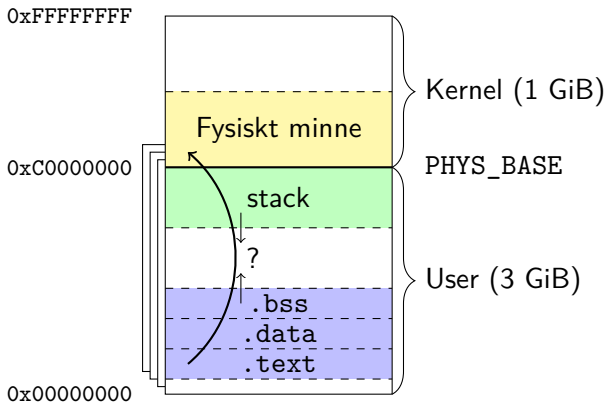 0xFFFFFFFF
Kernel (1 GiB)
Fysiskt minne
0xC0000000
PHYS_BASE
stack
?
User (3 GiB)
.bss
.data
.text
0x00000000